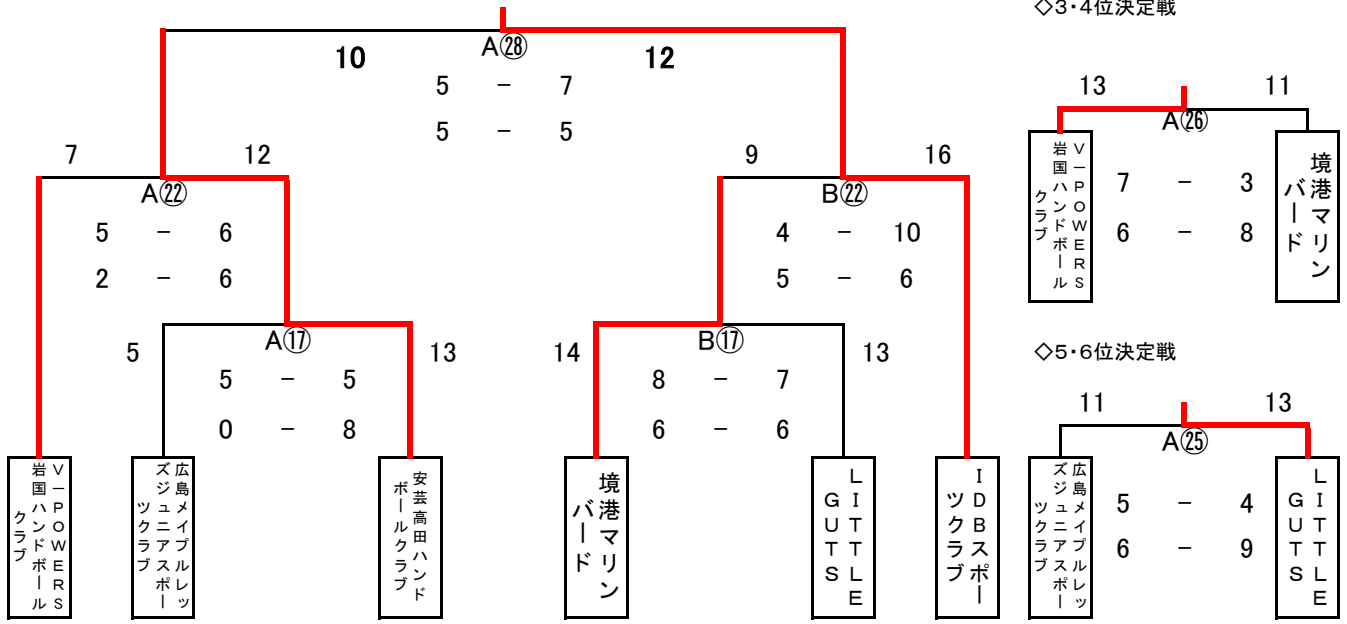 ◇3・4位決定戦
10 A㉘ 12
5 － 7
5 － 5
13 A㉖ 11
V－POWERS
岩国ハンドボール
クラブ
7 － 3
6 － 8
境港マリン
バード
7 A㉒ 12
5 － 6
2 － 6
9 B㉒ 16
4 － 10
5 － 6
5 A⑰ 13
5 － 5
0 － 8
14 B⑰ 13
8 － 7
6 － 6
◇5・6位決定戦
11 A㉕ 13
広島メイプルレッ
ズジュニアスポー
ツクラブ
5 － 4
6 － 9
LITTLE
GUTS
V－POWERS
岩国ハンドボール
クラブ
広島メイプルレッ
ズジュニアスポー
ツクラブ
安芸高田ハンド
ボールクラブ
境港マリン
バード
LITTLE
GUTS
IDBスポー
ツクラブ